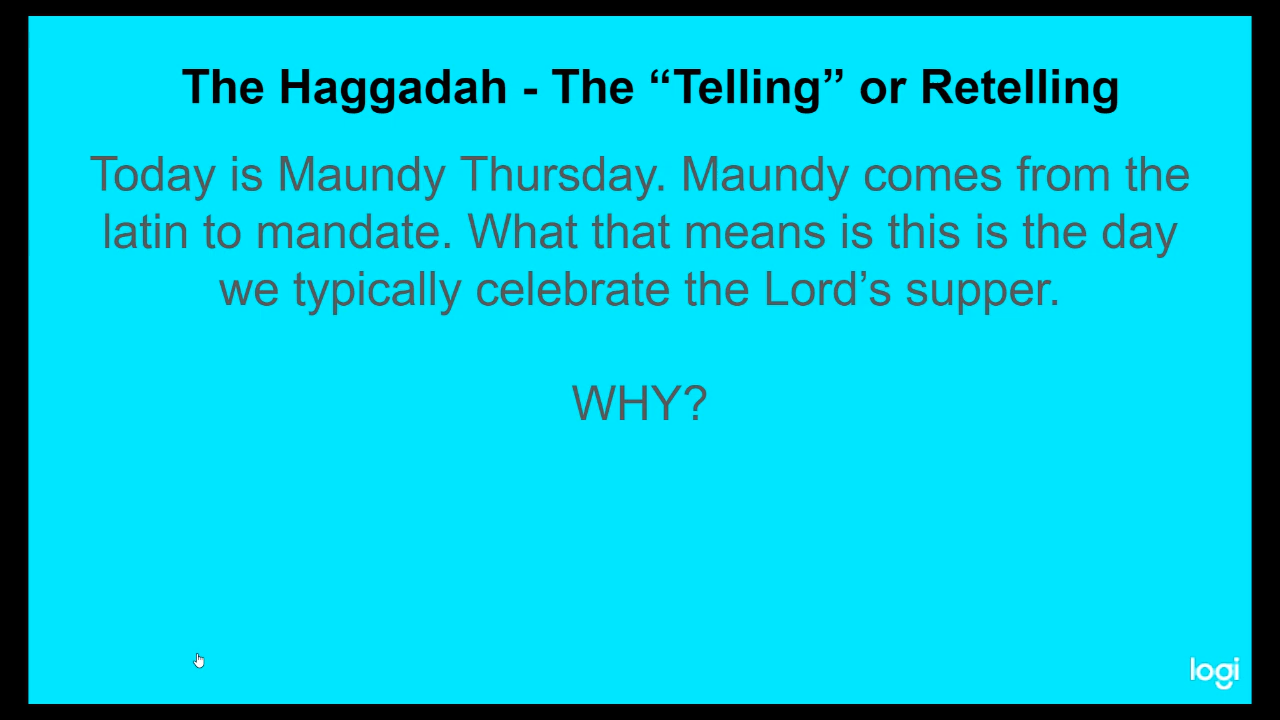 The Haggadah - The “Telling” or Retelling
Today is Maundy Thursday. Maundy comes from the
latin to mandate. What that means is this is the day
we typically celebrate the Lord’s supper.
WHY?
logi